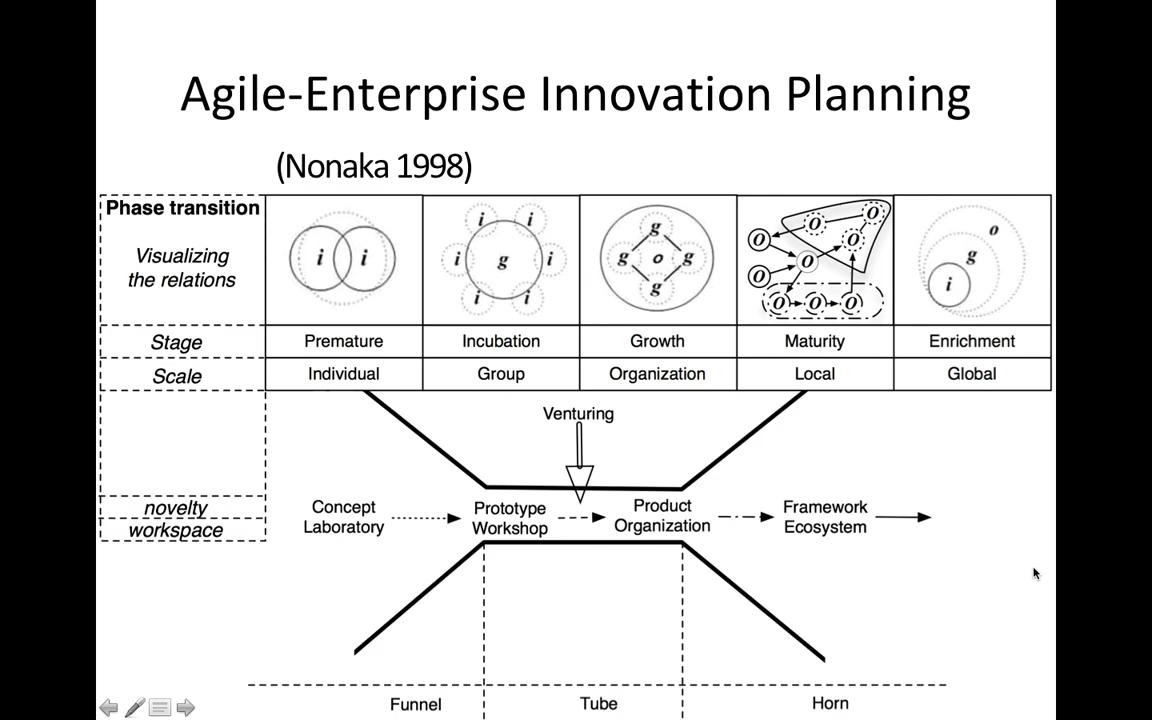 Agile-Enterprise Innovation Planning
(Nonaka 1998)
Phase transition
Visualizing
the relations
i i
i i i g i i i
g g o g g
O O O O O O O O O
o g i
Stage Premature Incubation Growth Maturity Enrichment
Scale Individual Group Organization Local Global
Venturing
novelty
workspace
Concept
Laboratory
Prototype
Workshop
Product
Organization
Framework
Ecosystem
Funnel Tube Horn